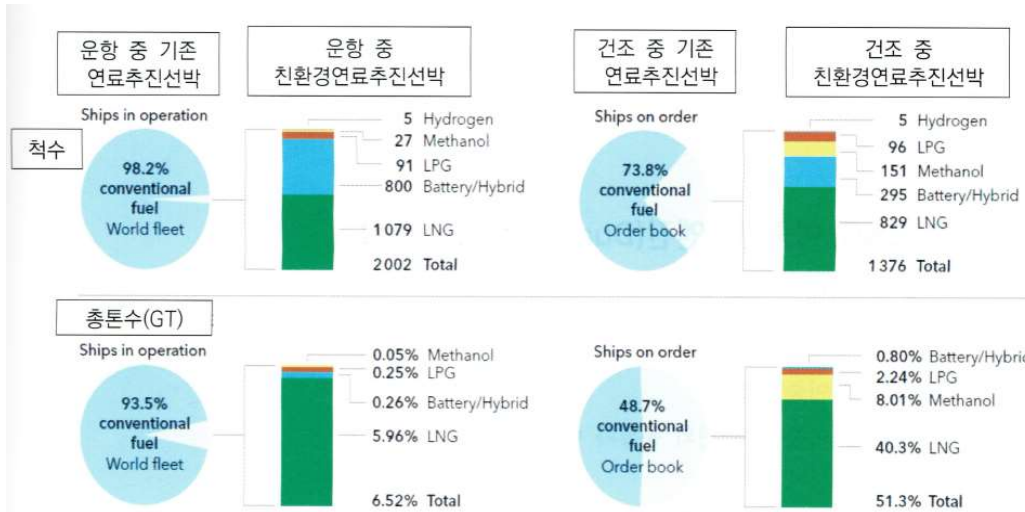 운항 중 기존
연료추진선박
운항 중
친환경연료추진선박
건조 중 기존
연료추진선박
건조 중
친환경연료추진선박
척수
Ships in operation
98.2%
conventional
fuel
World fleet
5 Hydrogen
27 Methanol
91 LPG
800 Battery/Hybrid
1079 LNG
2002 Total
Ships on order
73.8%
conventional
fuel
Order book
5 Hydrogen
96 LPG
151 Methanol
295 Battery/Hybrid
829 LNG
1376 Total
총톤수(GT)
Ships in operation
93.5%
conventional
fuel
World fleet
0.05% Methanol
0.25% LPG
0.26% Battery/Hybrid
5.96% LNG
6.52% Total
Ships on order
48.7%
conventional
fuel
Order book
0.80% Battery/Hybrid
2.24% LPG
8.01% Methanol
40.3% LNG
51.3% Total